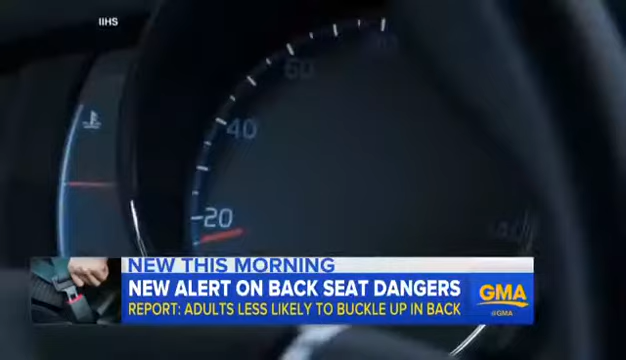 IIHS
80
60
40
20
NEW THIS MORNING
NEW ALERT ON BACK SEAT DANGERS
REPORT: ADULTS LESS LIKELY TO BUCKLE UP IN BACK
GMA
@GMA